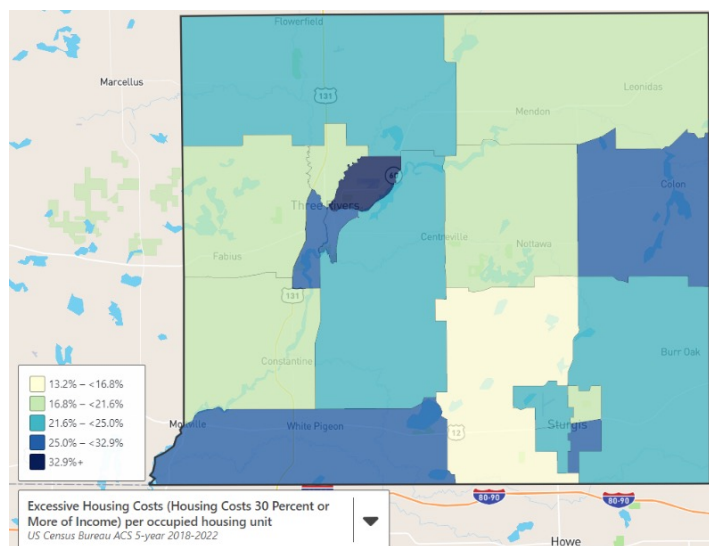 Flowerfield
Marcellus
131
Leonidas
Mendon
60
Three Rivers
Colon
Centreville
Nottawa
Fabius
131
Constantine
Burr Oak
13.2% – <16.8%
16.8% – <21.6%
21.6% – <25.0%
25.0% – <32.9%
32.9%+
White Pigeon
12
Sturgis
80-90
80-90
Excessive Housing Costs (Housing Costs 30 Percent or
More of Income) per occupied housing unit
US Census Bureau ACS 5-year 2018-2022
Howe